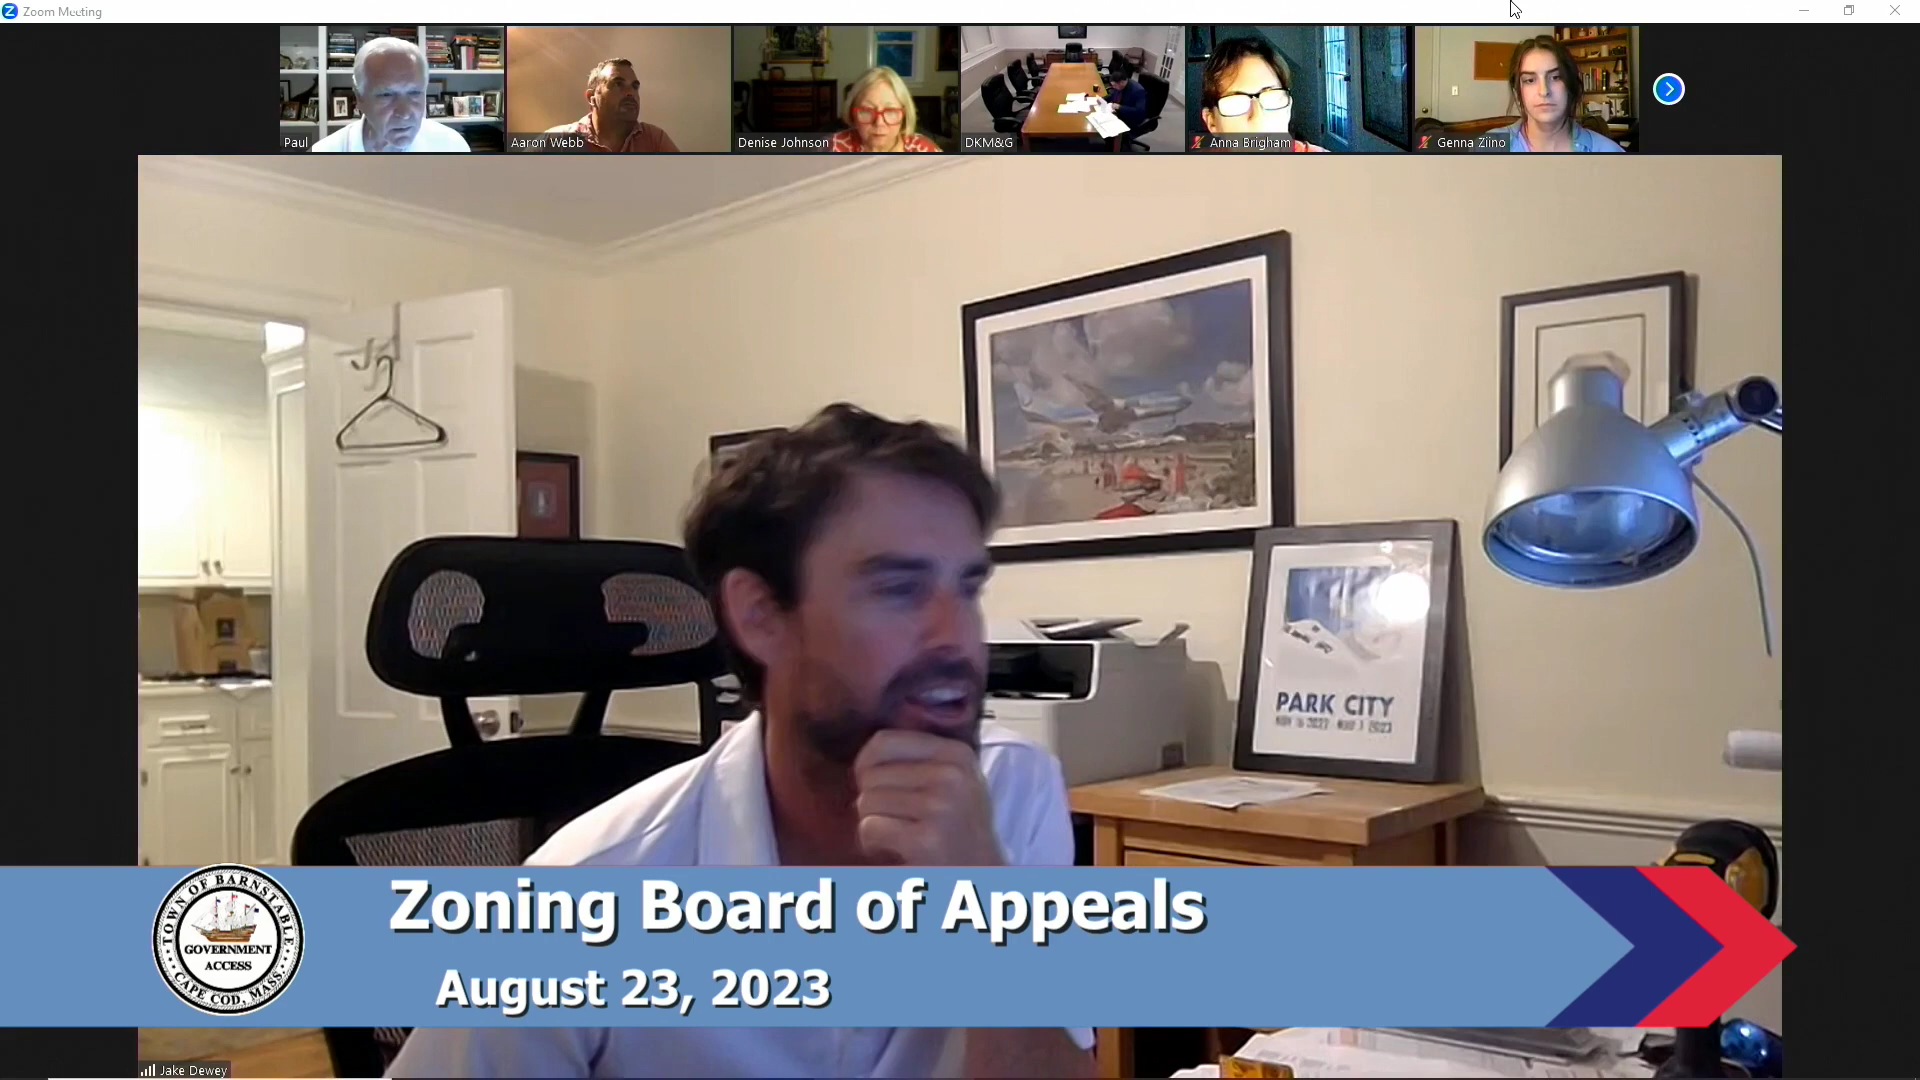 Zoom Meeting
Paul
Aaron Webb
Denise Johnson
DKM&G
Anna Brigham
Genna Ziino
PARK CITY
TOWN OF BARNSTABLE
GOVERNMENT
ACCESS
CAPE COD, MASS.
Zoning Board of Appeals
August 23, 2023
Jake Dewey